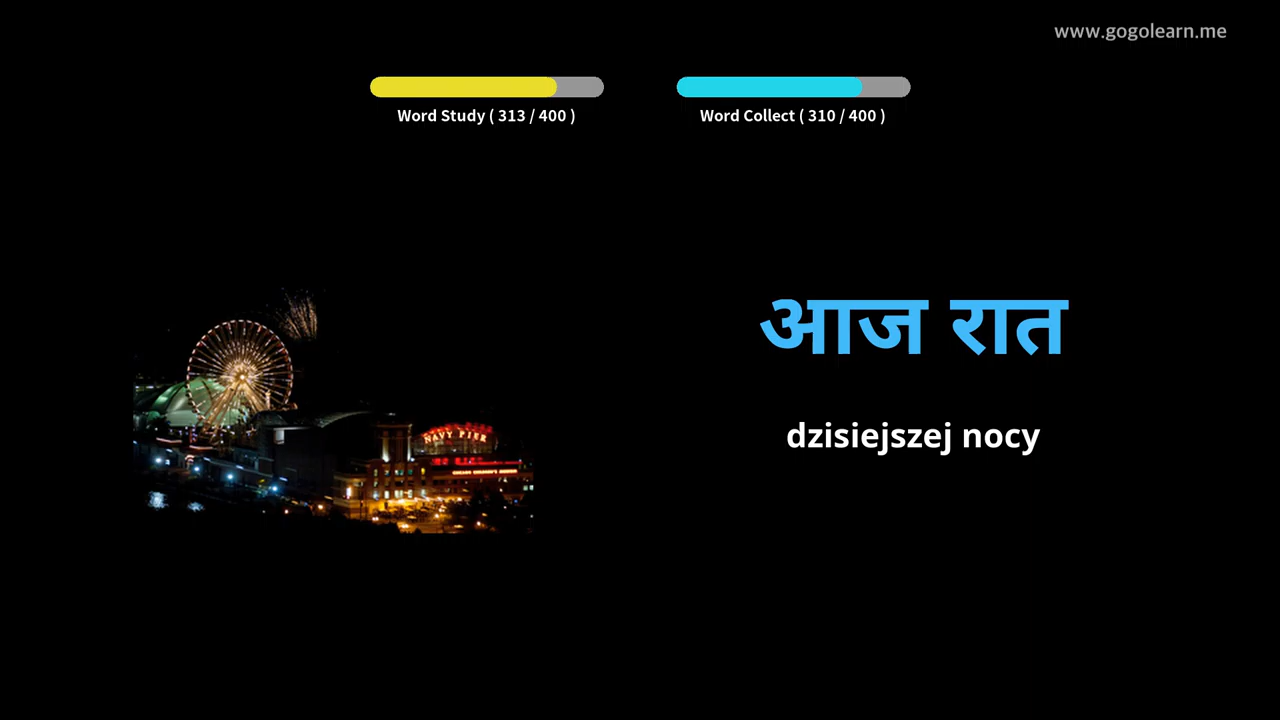 www.gogolearn.me
Word Study ( 313 / 400 )
Word Collect ( 310 / 400 )
आज रात
dzisiejszej nocy
NAVY PIER